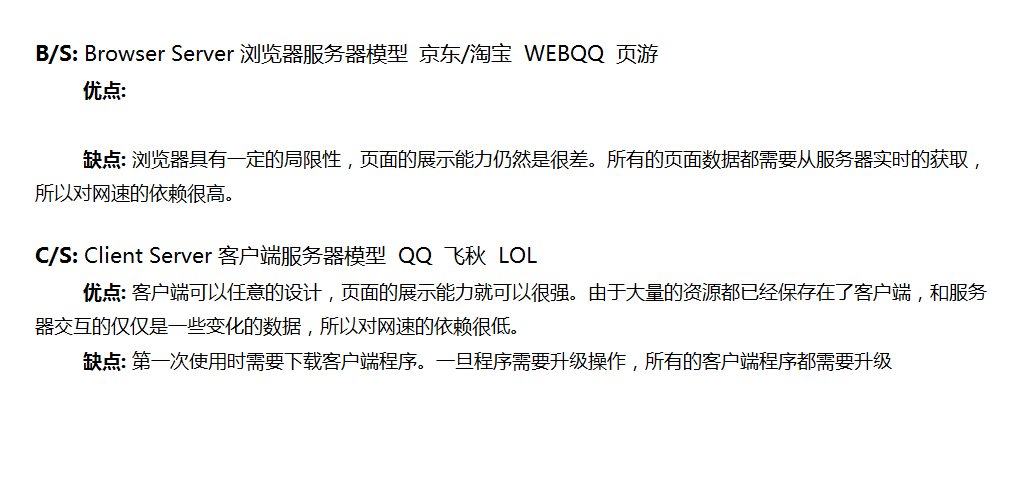 B/S: Browser Server 浏览器服务器模型 京东/淘宝 WEBQQ 页游
优点:
缺点: 浏览器具有一定的局限性，页面的展示能力仍然是很差。所有的页面数据都需要从服务器实时的获取，
所以对网速的依赖很高。
C/S: Client Server 客户端服务器模型 QQ 飞秋 LOL
优点: 客户端可以任意的设计，页面的展示能力就可以很强。由于大量的资源都已经保存在了客户端，和服务
器交互的仅仅是一些变化的数据，所以对网速的依赖很低。
缺点: 第一次使用时需要下载客户端程序。一旦程序需要升级操作，所有的客户端程序都需要升级